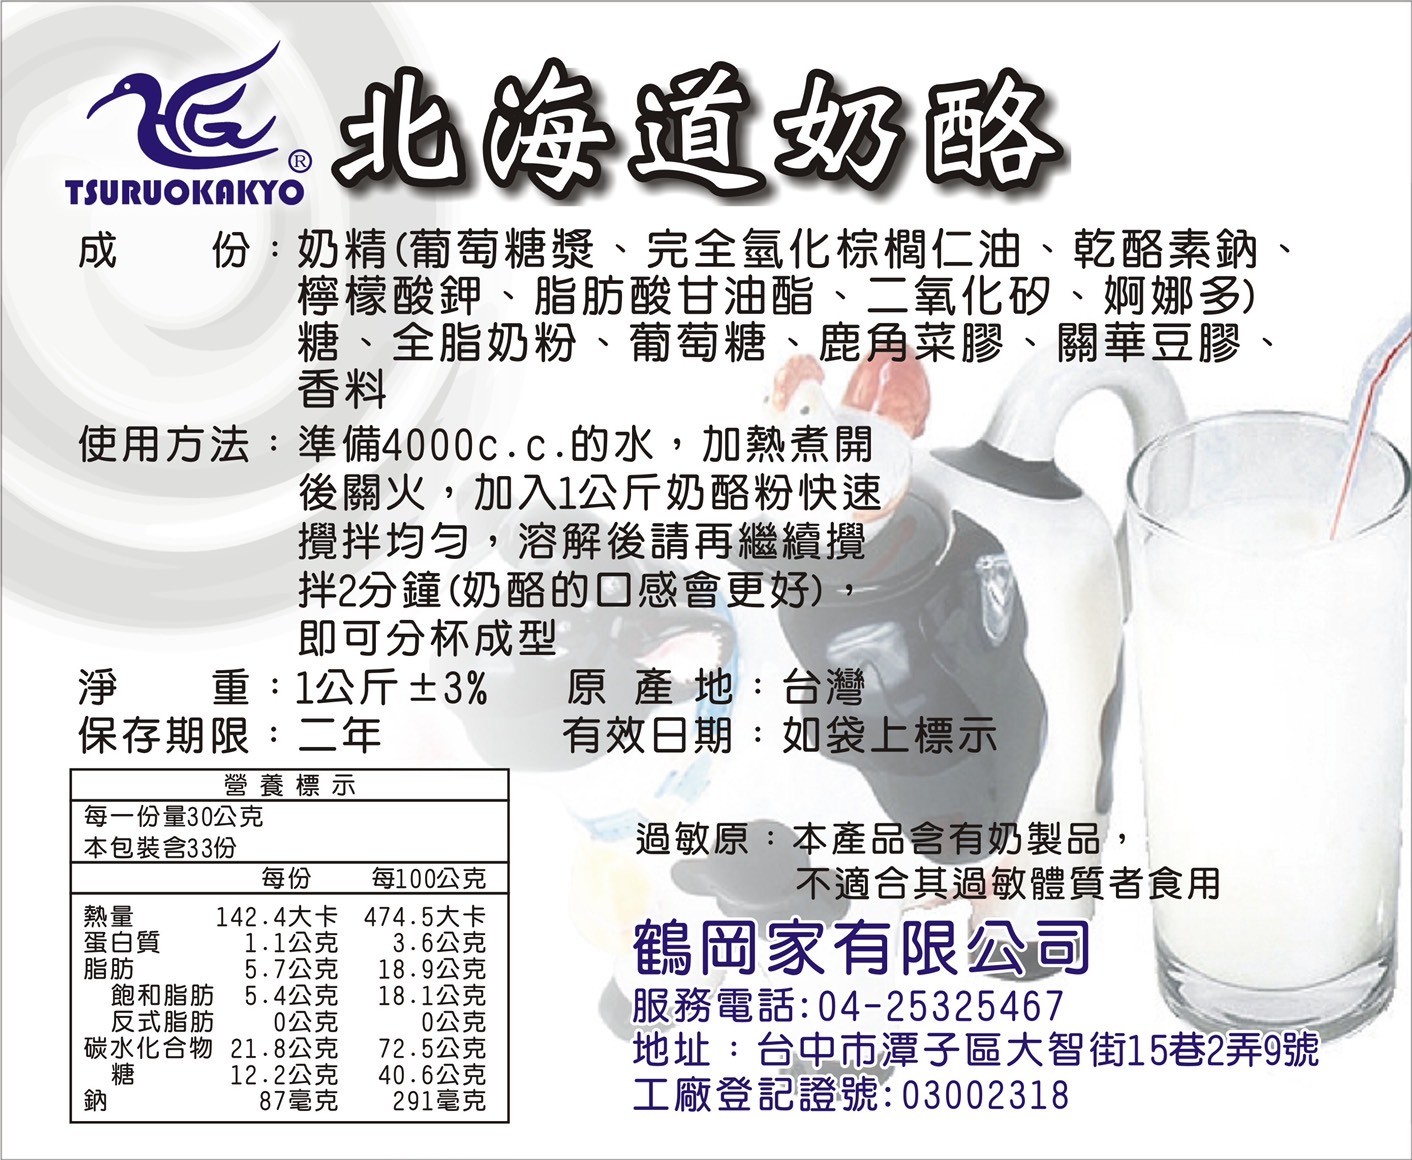 北海道奶酪
HG
®
TSURUOKAKYO
成　　份：奶精(葡萄糖漿、完全氫化棕櫚仁油、乾酪素鈉、
檸檬酸鉀、脂肪酸甘油酯、二氧化矽、婀娜多)
糖、全脂奶粉、葡萄糖、鹿角菜膠、關華豆膠、
香料
使用方法：準備4000c.c.的水，加熱煮開
後關火，加入1公斤奶酪粉快速
攪拌均勻，溶解後請再繼續攪
拌2分鐘(奶酪的口感會更好)，
即可分杯成型
淨　　重：1公斤±3%　原 產 地：台灣
保存期限：二年　有效日期：如袋上標示
營養標示
每一份量30公克
本包裝含33份
每份　每100公克
熱量　142.4大卡　474.5大卡
蛋白質　1.1公克　3.6公克
脂肪　5.7公克　18.9公克
飽和脂肪　5.4公克　18.1公克
反式脂肪　0公克　0公克
碳水化合物　21.8公克　72.5公克
糖　12.2公克　40.6公克
鈉　87毫克　291毫克
過敏原：本產品含有奶製品，
不適合其過敏體質者食用
鶴岡家有限公司
服務電話:04-25325467
地址：台中市潭子區大智街15巷2弄9號
工廠登記證號:03002318